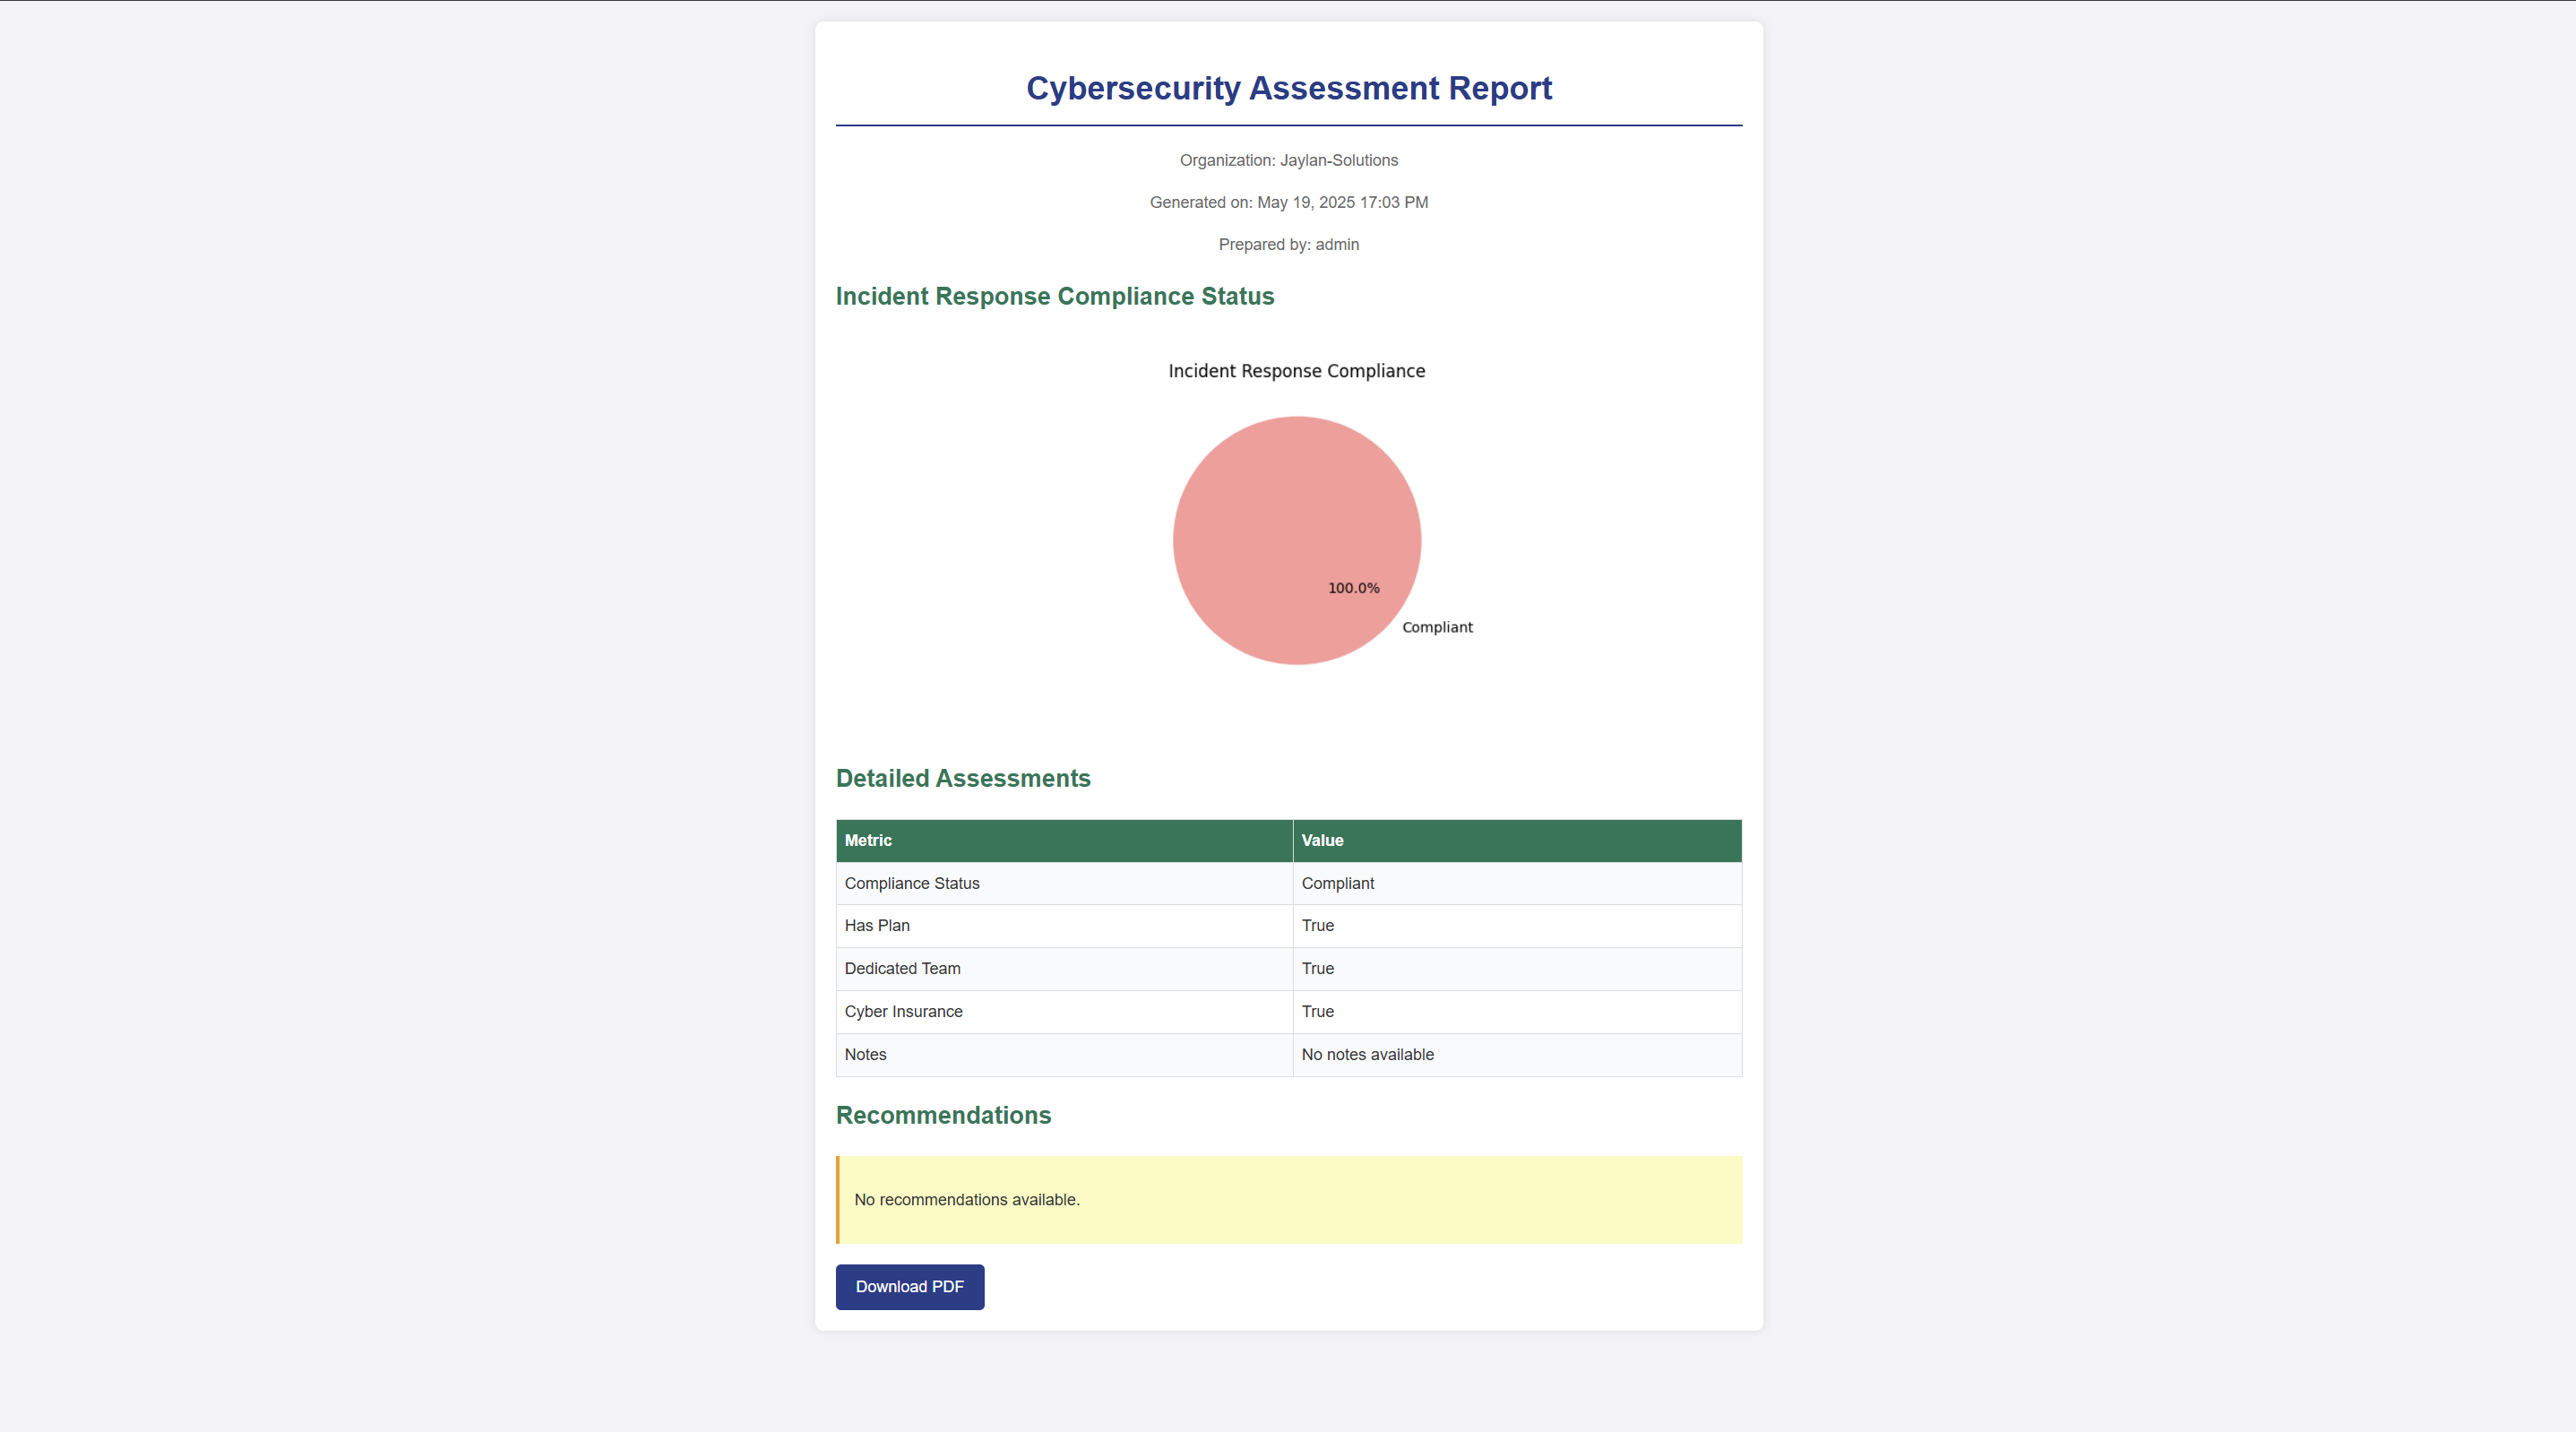 Cybersecurity Assessment Report
Organization: Jaylan-Solutions
Generated on: May 19, 2025 17:03 PM
Prepared by: admin
Incident Response Compliance Status
Incident Response Compliance
100.0%
Compliant
Detailed Assessments
Metric Value
Compliance Status Compliant
Has Plan True
Dedicated Team True
Cyber Insurance True
Notes No notes available
Recommendations
No recommendations available.
Download PDF